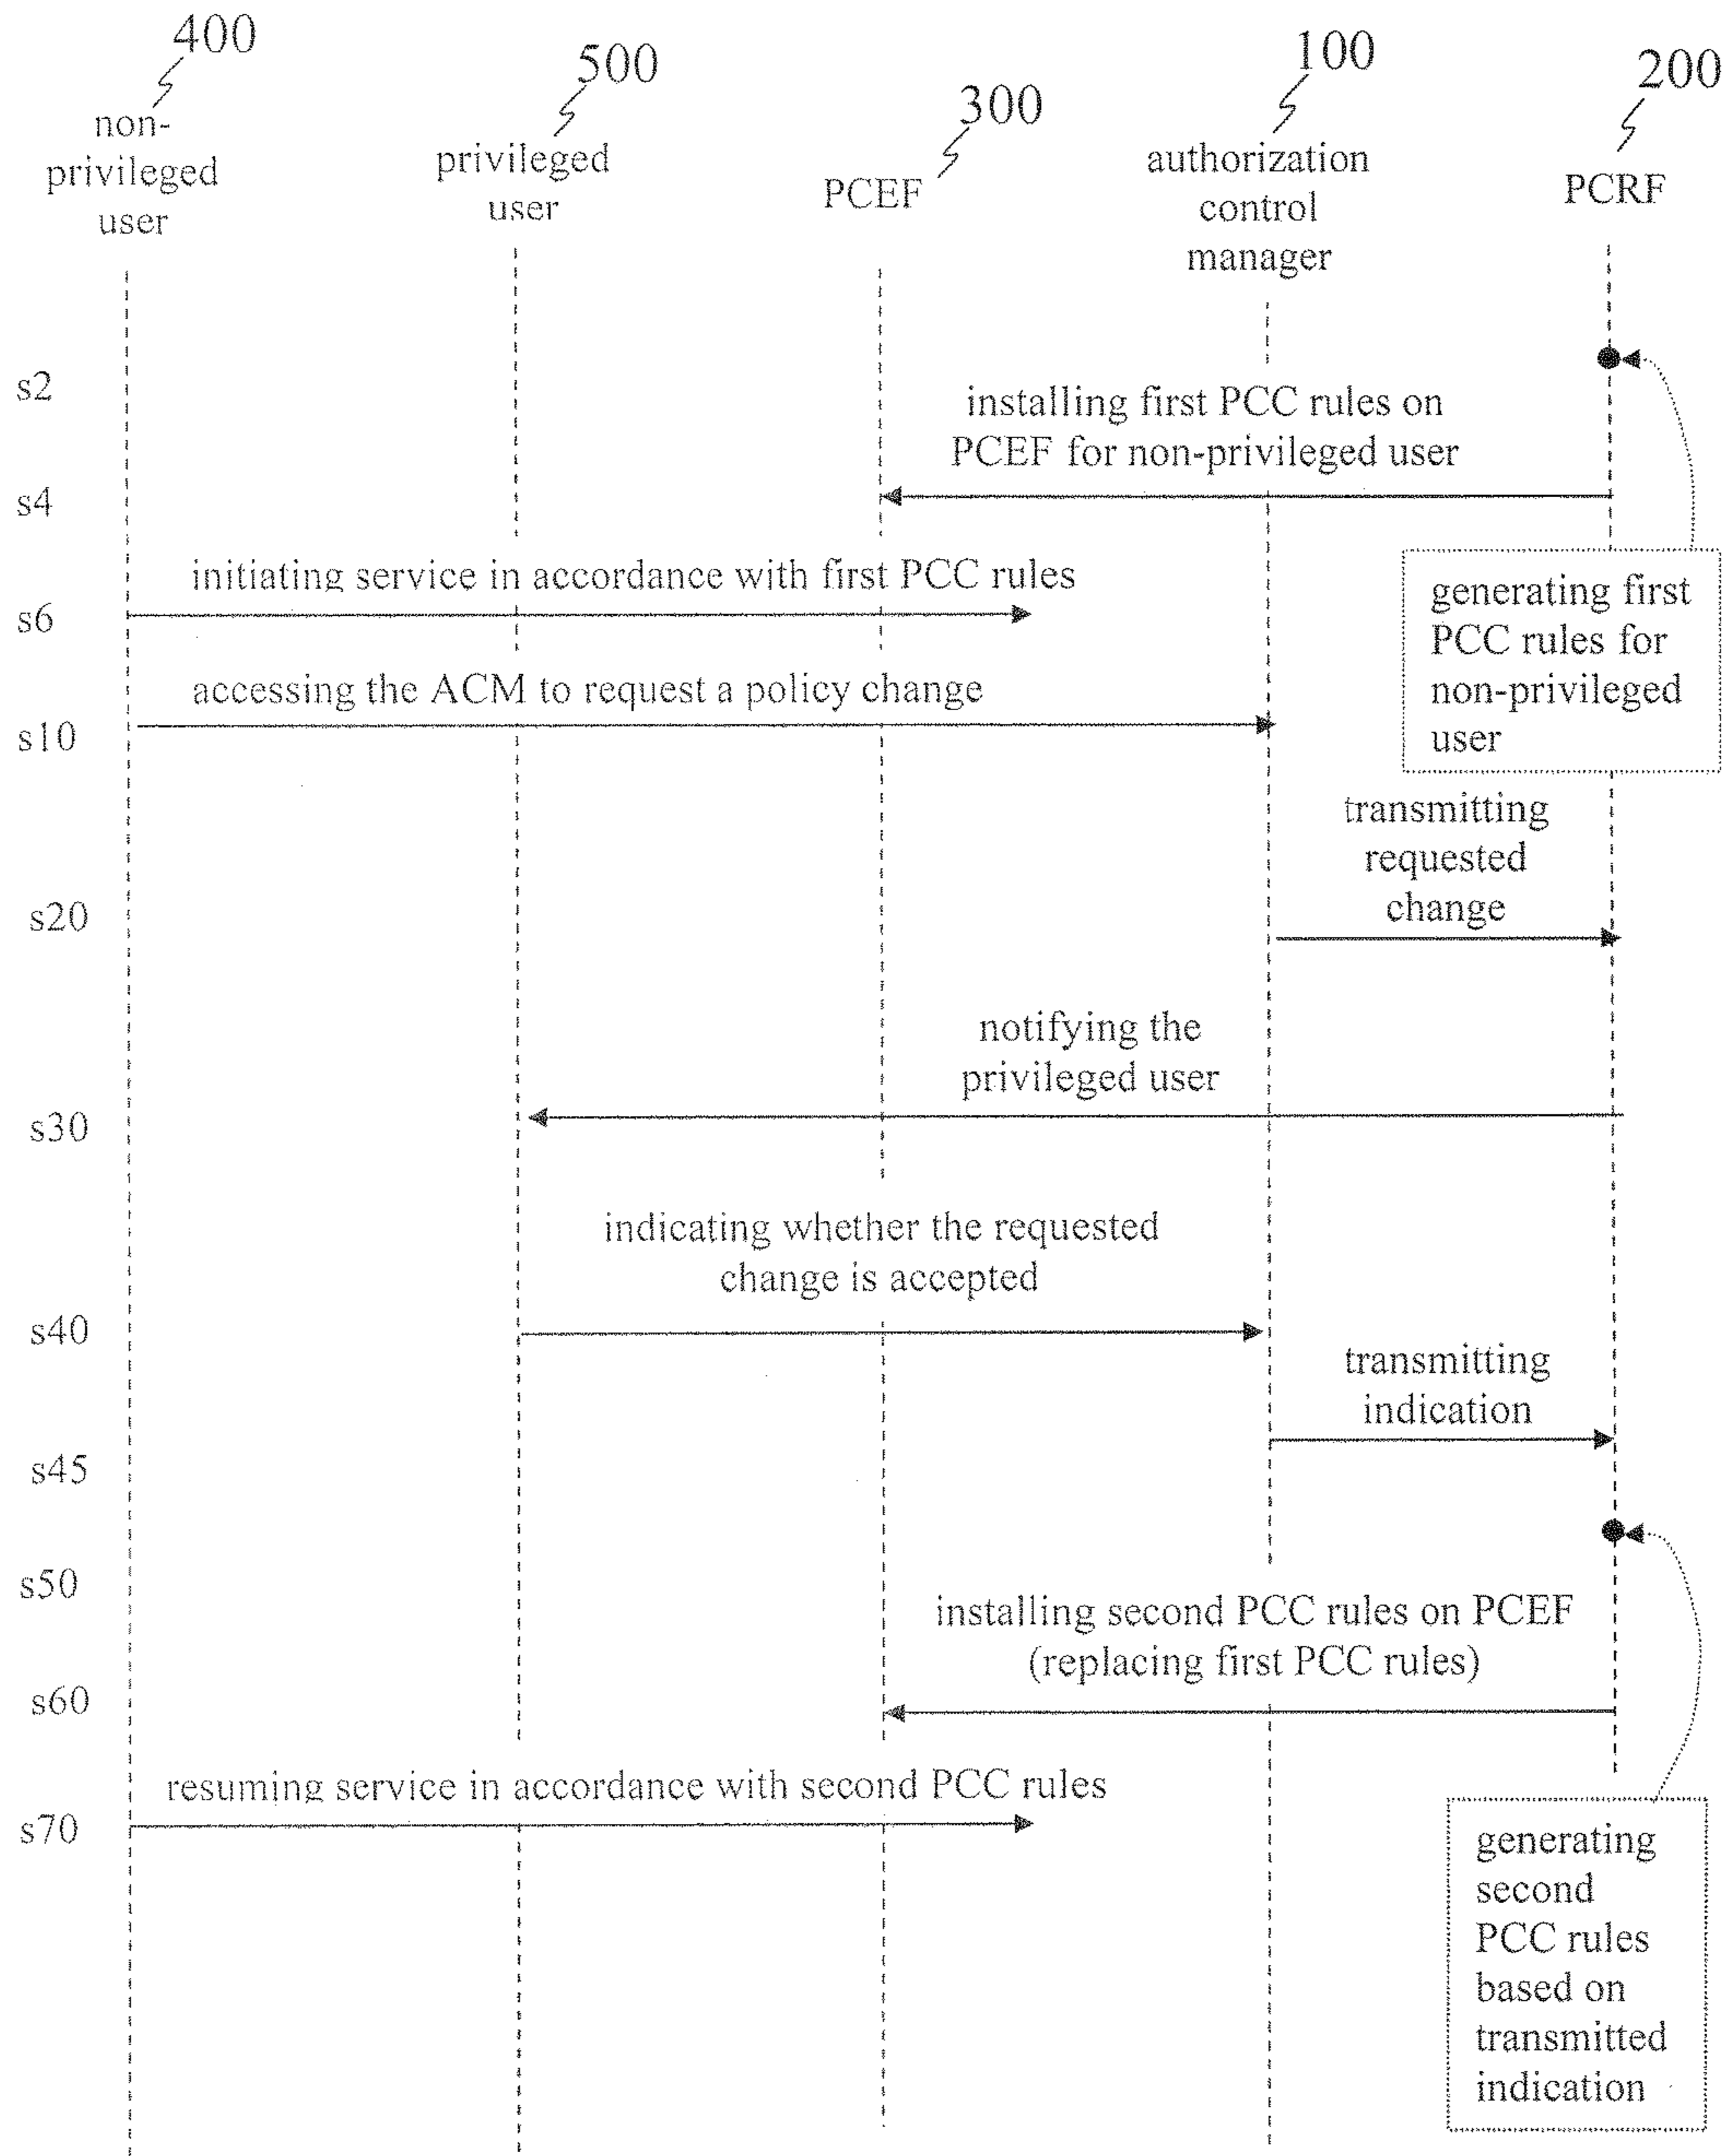 400
500
300
100
200
non-
privileged
user
privileged
user
PCEF
authorization
control
manager
PCRF
s2
installing first PCC rules on
PCEF for non-privileged user
s4
initiating service in accordance with first PCC rules
s6
generating first
PCC rules for
non-privileged
user
accessing the ACM to request a policy change
s10
transmitting
requested
change
s20
notifying the
privileged user
s30
indicating whether the requested
change is accepted
s40
transmitting
indication
s45
s50
installing second PCC rules on PCEF
(replacing first PCC rules)
s60
resuming service in accordance with second PCC rules
s70
generating
second
PCC rules
based on
transmitted
indication